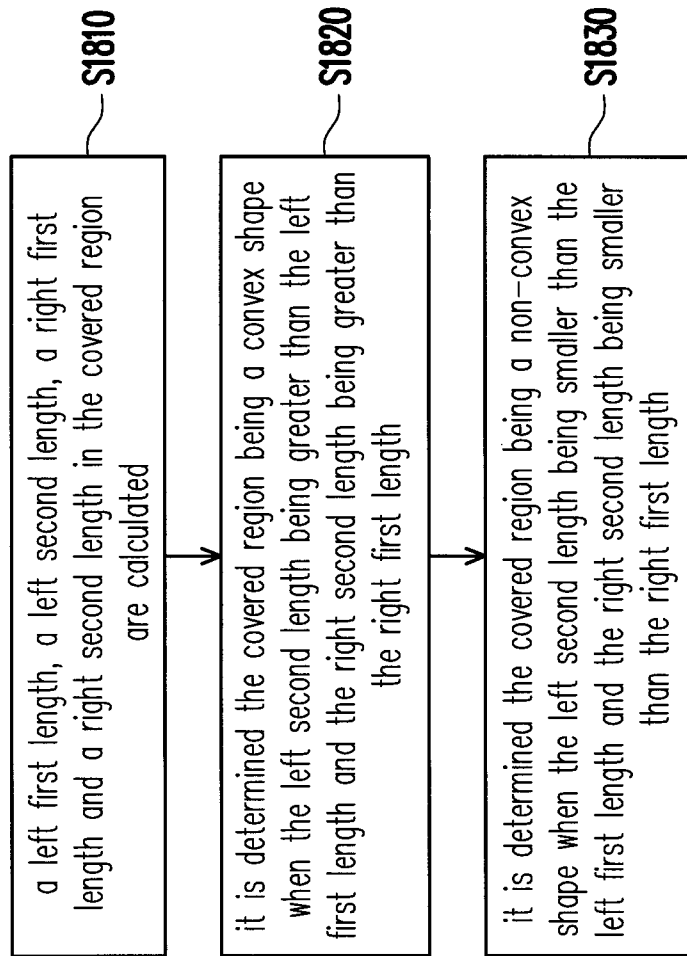 a left first length, a left second length, a right first
length and a right second length in the covered region
are calculated
S1810
it is determined the covered region being a convex shape
when the left second length being greater than the left
first length and the right second length being greater than
the right first length
S1820
it is determined the covered region being a non-convex
shape when the left second length being smaller than the
left first length and the right second length being smaller
than the right first length
S1830